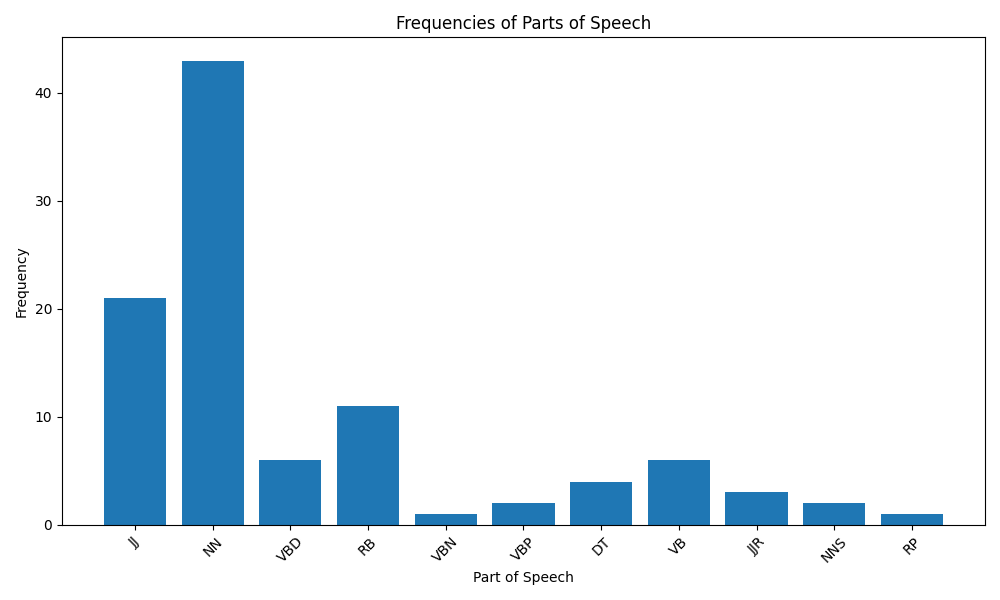 Frequencies of Parts of Speech
Frequency
40
30
20
10
0
JJ NN VBD RB VBN VBP DT VB JJR NNS RP
Part of Speech